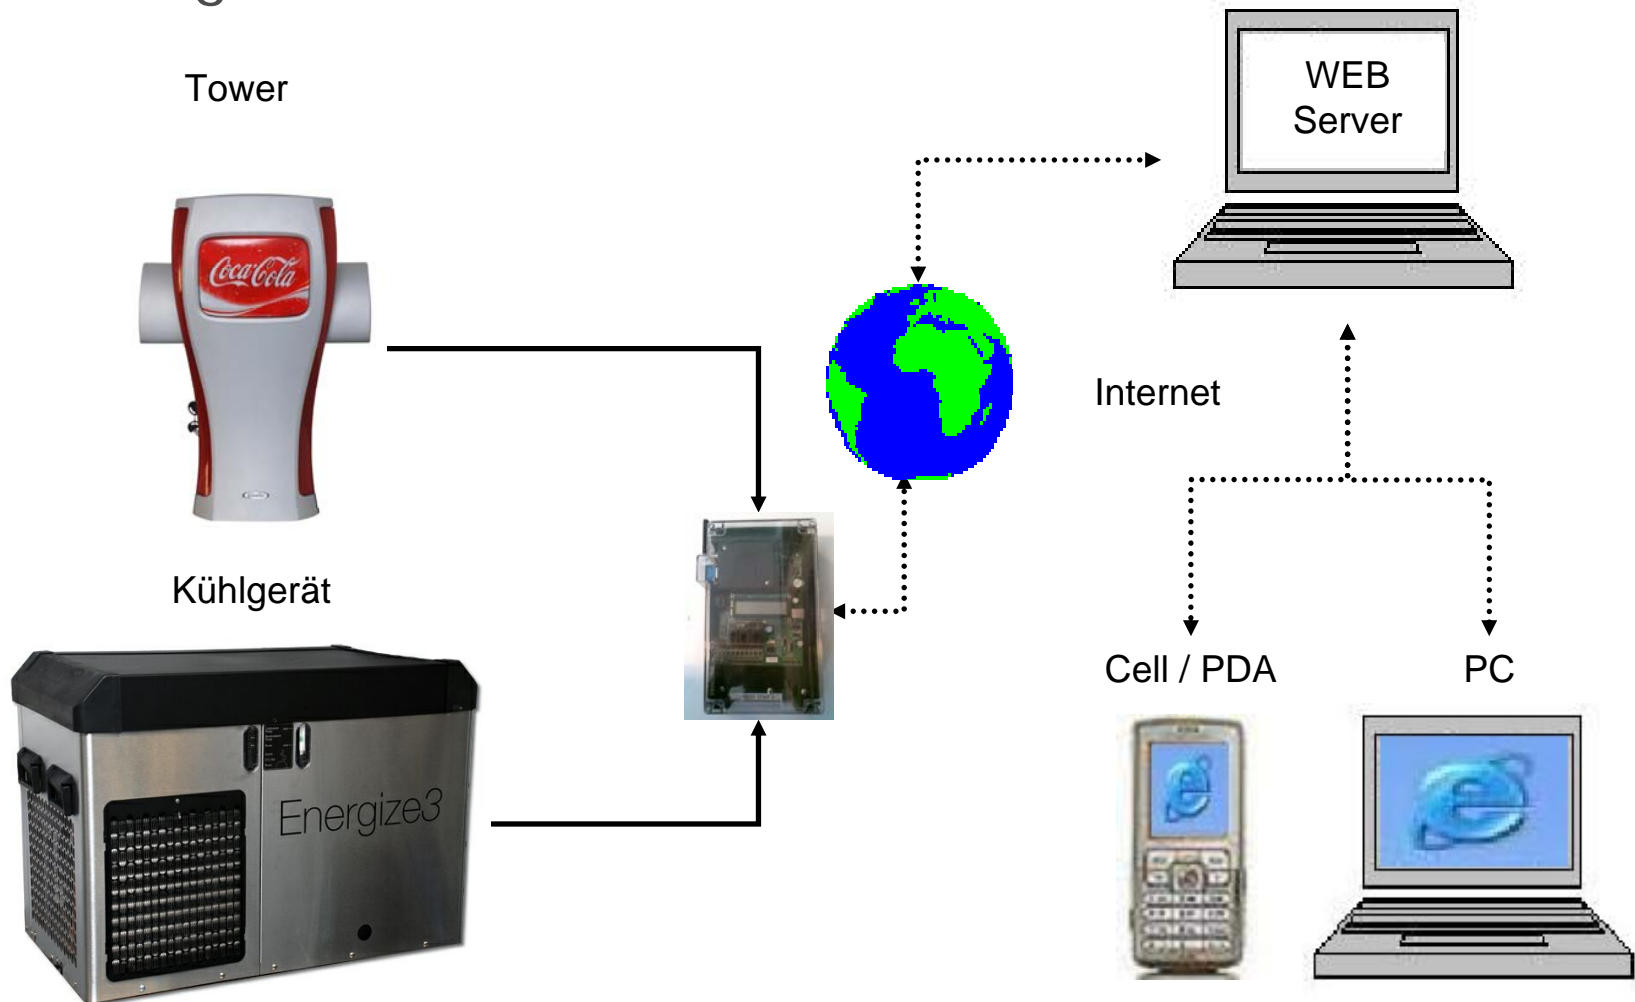 Tower
WEB
Server
Coca-Cola
Internet
Kühlgerät
Cell / PDA
PC
Energize3